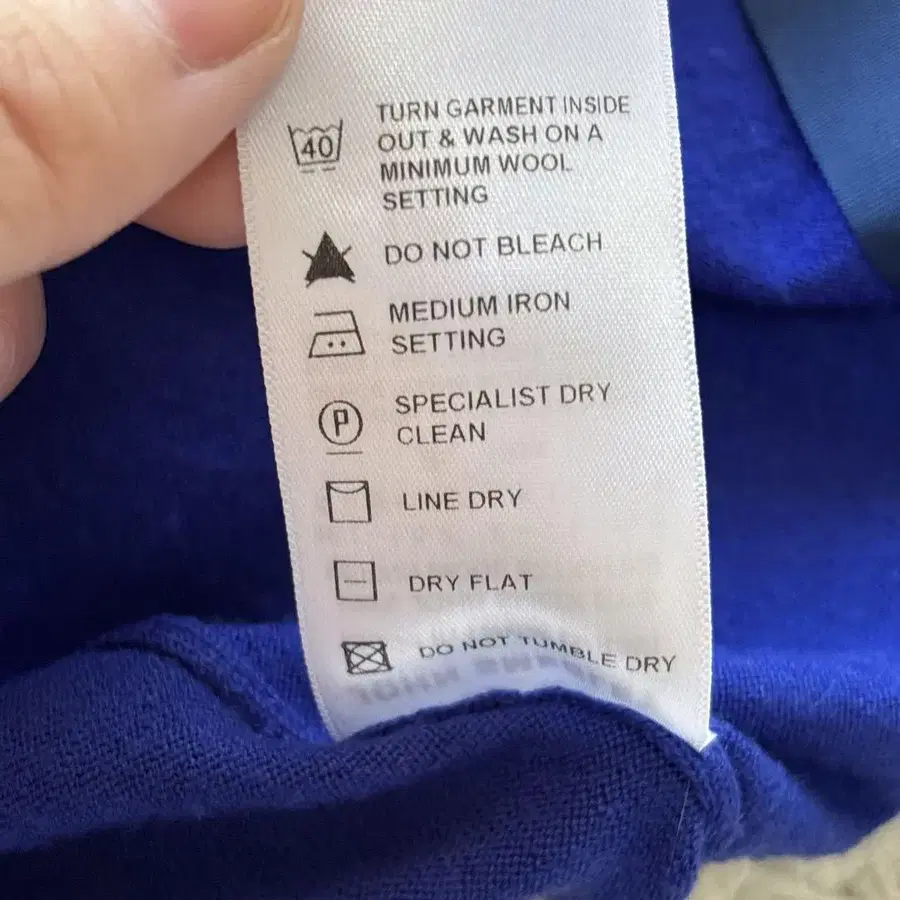 40
TURN GARMENT INSIDE
OUT & WASH ON A
MINIMUM WOOL
SETTING
DO NOT BLEACH
MEDIUM IRON
SETTING
P
SPECIALIST DRY
CLEAN
LINE DRY
DRY FLAT
DO NOT TUMBLE DRY